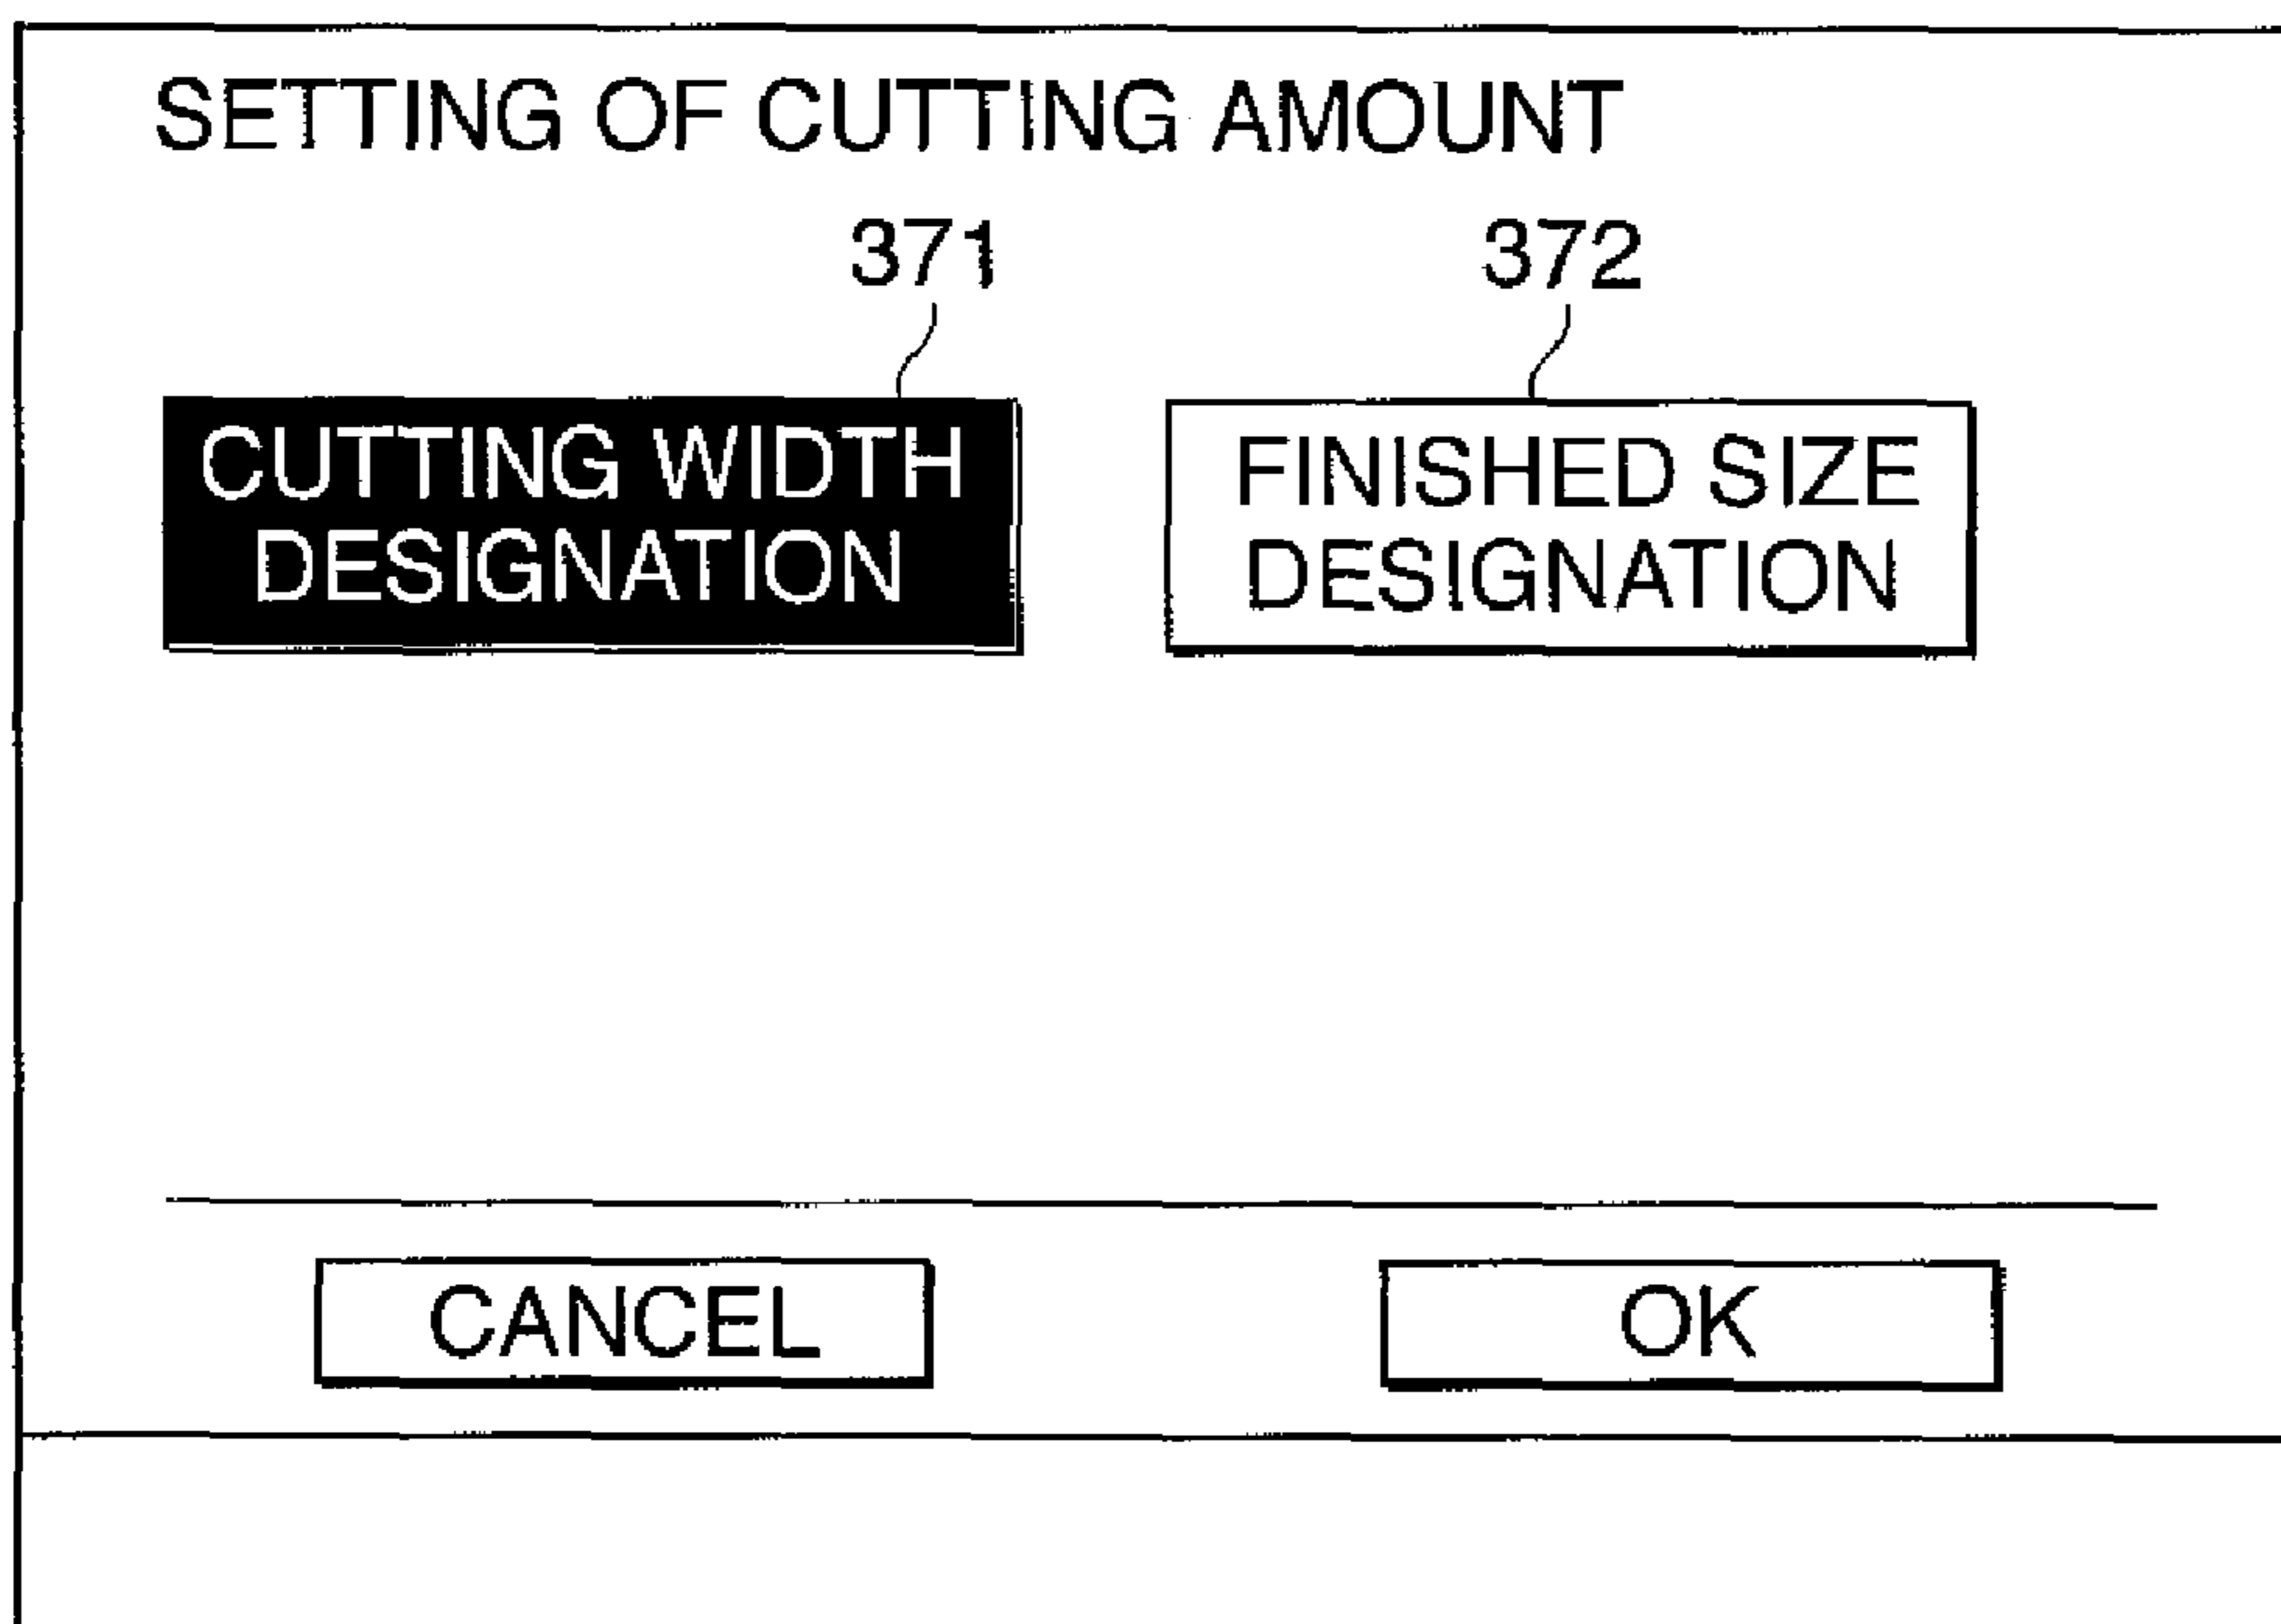 SETTING OF CUTTING AMOUNT
371 372
CUTTING WIDTH
DESIGNATION
FINISHED SIZE
DESIGNATION
CANCEL OK